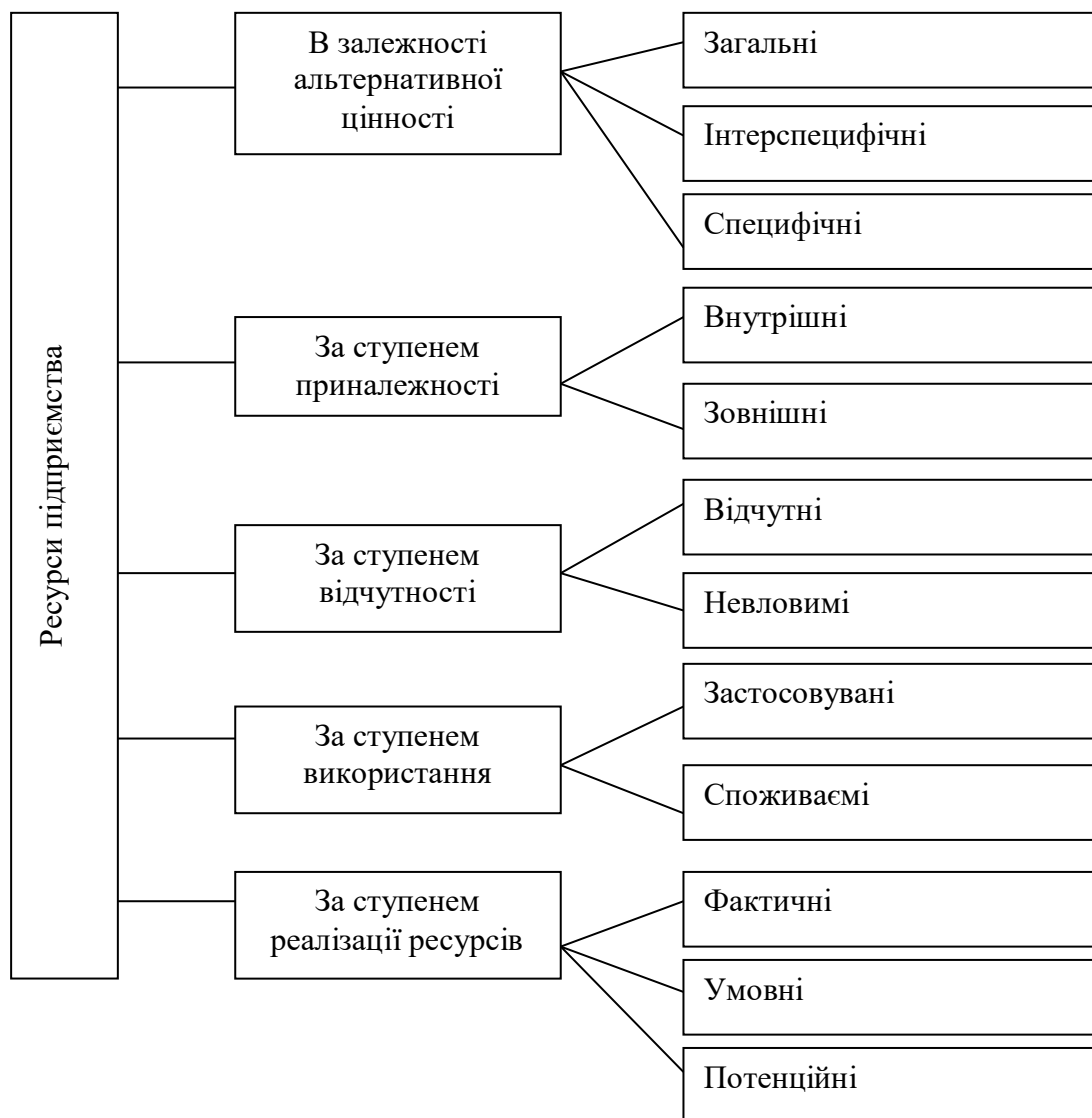 Ресурси підприємства
В залежності
альтернативної
цінності
Загальні
Інтерспецифічні
Специфічні
За ступенем
приналежності
Внутрішні
Зовнішні
За ступенем
відчутності
Відчутні
Невловимі
За ступенем
використання
Застосовувані
Споживаємі
За ступенем
реалізації ресурсів
Фактичні
Умовні
Потенційні